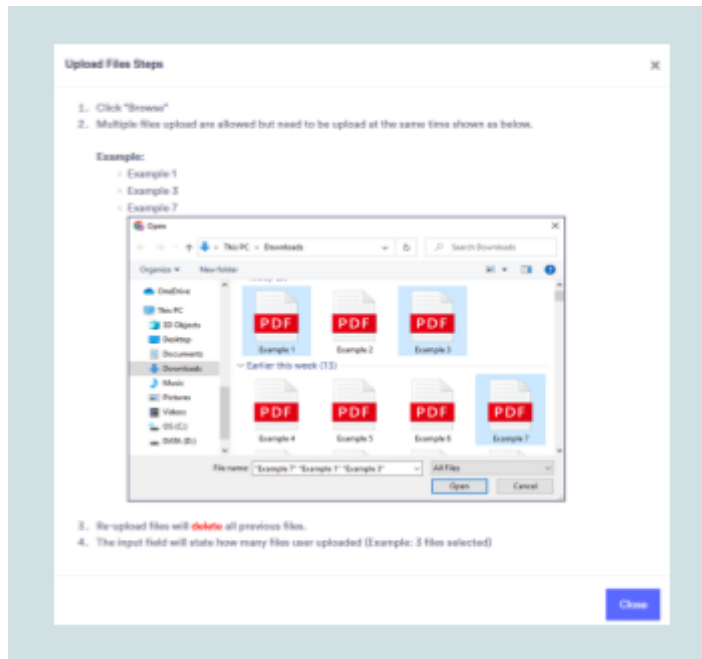 Upload Files Steps
×
1. Click "Browse"
2. Multiple files upload are allowed but need to be upload at the same time shown as below.
Example:
Example 1
Example 3
Example 7
Open
×
This PC > Downloads
Search Downloads
Organize
New folder
OneDrive
This PC
3D Objects
Desktop
Documents
Downloads
Music
Pictures
Videos
OS (C:)
DATA (D:)
PDF PDF PDF
Example 1 Example 2 Example 3
Earlier this week (13)
PDF PDF PDF PDF
Example 4 Example 5 Example 6 Example 7
File name: "Example 7" "Example 1" "Example 3"
All Files
Open Cancel
3. Re-upload files will delete all previous files.
4. The input field will state how many files user uploaded (Example: 3 files selected)
Close